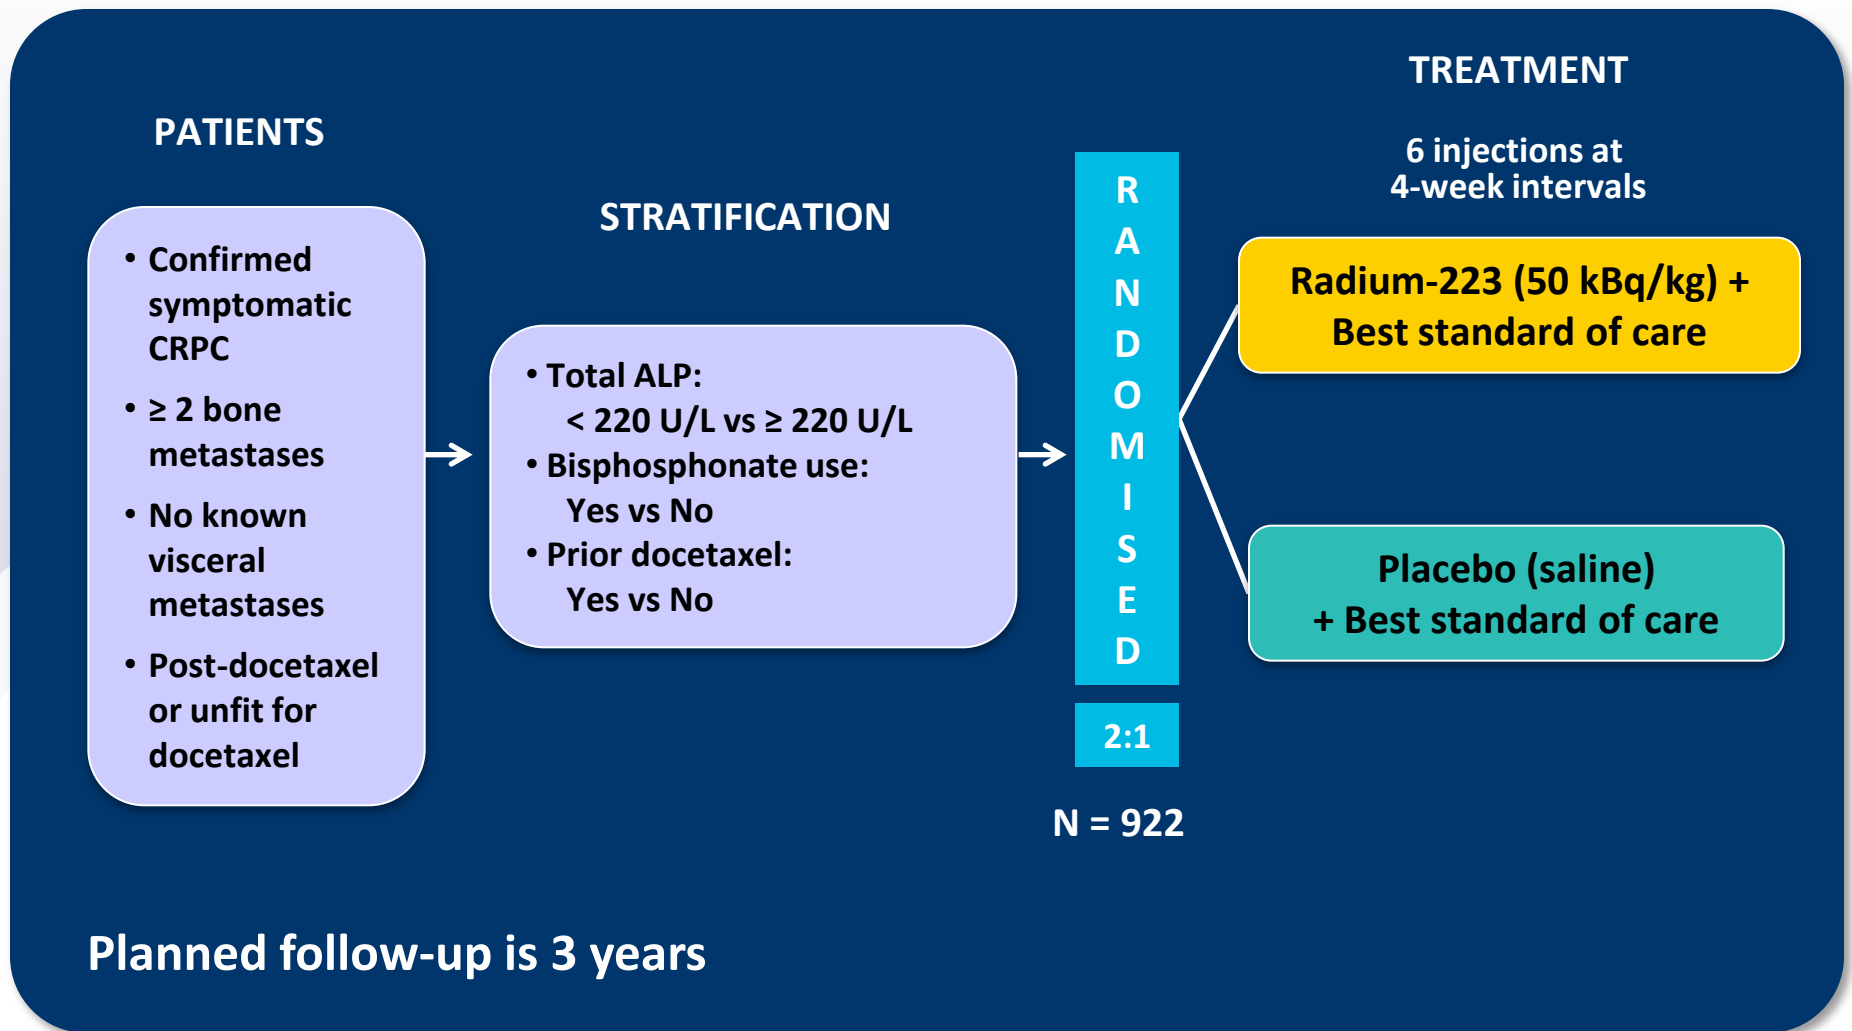 PATIENTS
• Confirmed
symptomatic
CRPC
• ≥ 2 bone
metastases
• No known
visceral
metastases
• Post-docetaxel
or unfit for
docetaxel
STRATIFICATION
• Total ALP:
< 220 U/L vs ≥ 220 U/L
• Bisphosphonate use:
Yes vs No
• Prior docetaxel:
Yes vs No
R
A
N
D
O
M
I
S
E
D
2:1
N = 922
TREATMENT
6 injections at
4-week intervals
Radium-223 (50 kBq/kg) +
Best standard of care
Placebo (saline)
+ Best standard of care
Planned follow-up is 3 years